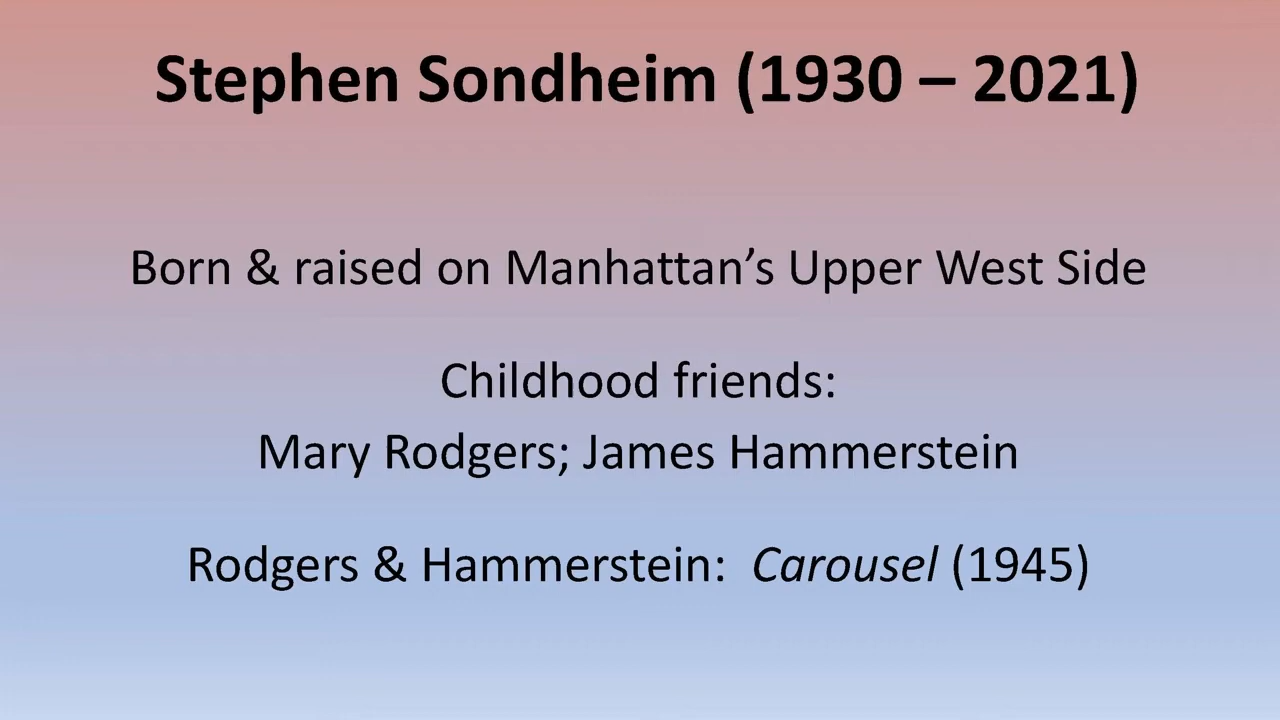 Stephen Sondheim (1930 – 2021)
Born & raised on Manhattan’s Upper West Side
Childhood friends:
Mary Rodgers; James Hammerstein
Rodgers & Hammerstein:  Carousel (1945)